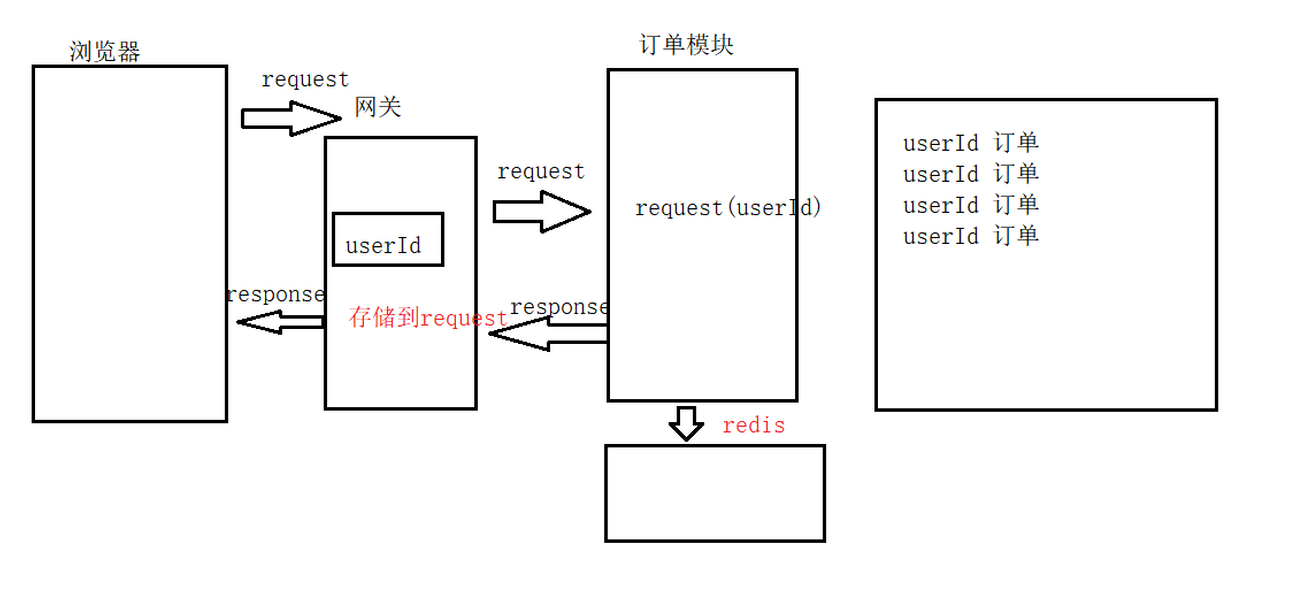 浏览器
request
网关
userId
存储到request
response
request
response
订单模块
request(userId)
redis
userId 订单
userId 订单
userId 订单
userId 订单